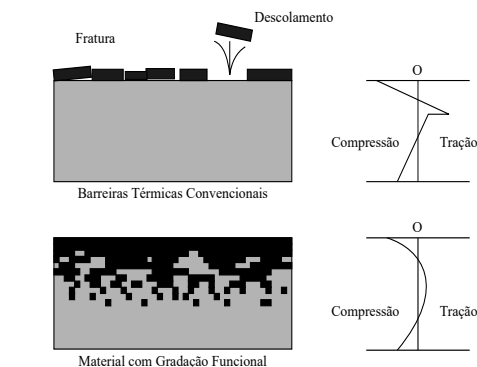 Descolamento
Fratura
O
Compressão Tração
Barreiras Térmicas Convencionais
O
Compressão Tração
Material com Gradação Funcional